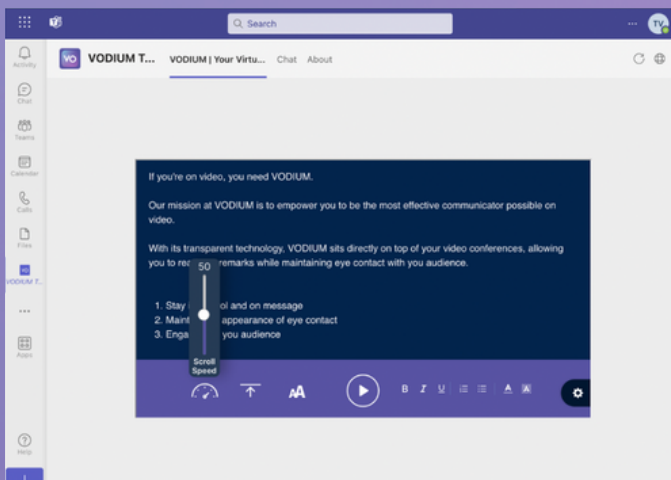 Search
TV
VO
VODIUM T...
VODIUM | Your Virtu...
Chat
About
Activity
Chat
Teams
Calendar
Calls
Files
VODIUM T...
Apps
Help
If you're on video, you need VODIUM.
Our mission at VODIUM is to empower you to be the most effective communicator possible on
video.
With its transparent technology, VODIUM sits directly on top of your video conferences, allowing
you to rea remarks while maintaining eye contact with you audience.
50
1. Stay ol and on message
2. Maint appearance of eye contact
3. Enga you audience
Scroll
Speed
AA
B I U A A